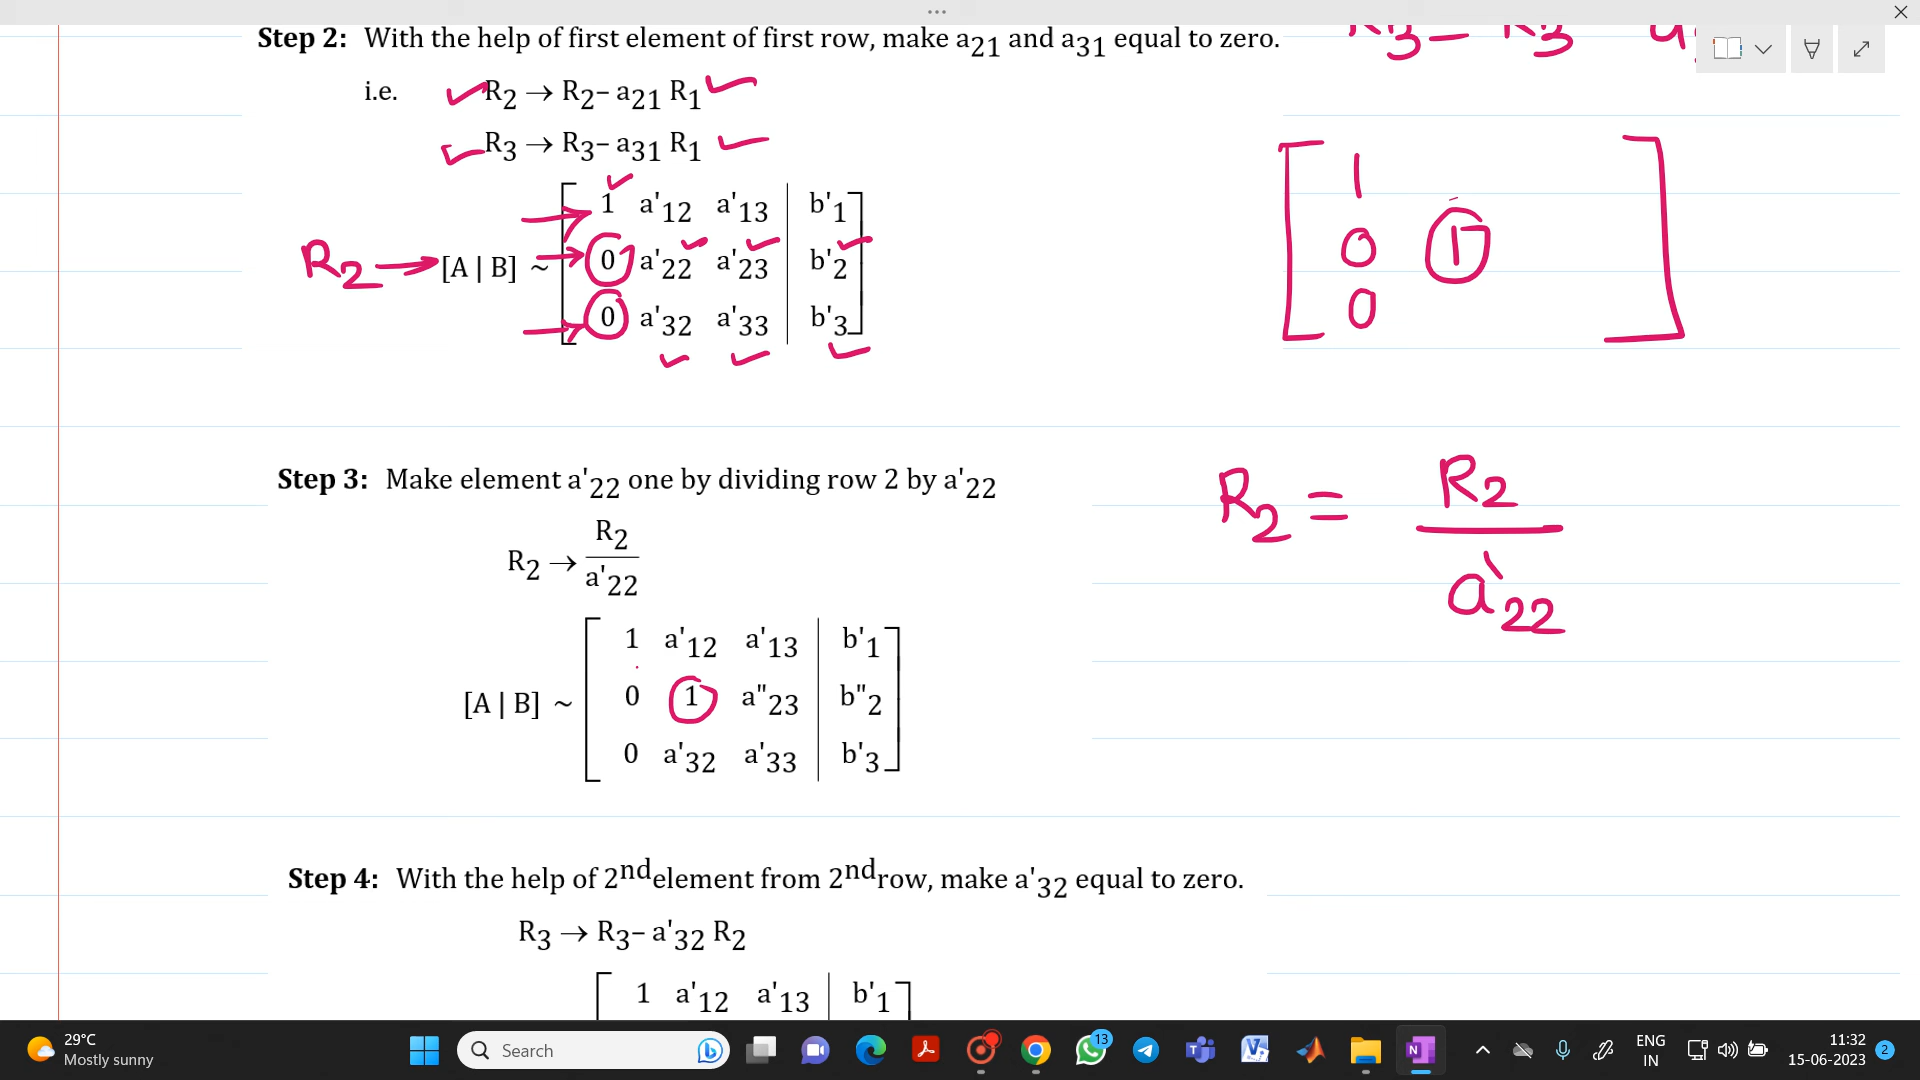 Step 2: With the help of first element of first row, make a21 and a31 equal to zero.
i.e. R2 → R2– a21 R1
R3 → R3– a31 R1
1 a'12 a'13 b'1
R2 → [A | B] ~ 0 a'22 a'23 b'2
0 a'32 a'33 b'3
1
0 1
0
Step 3: Make element a'22 one by dividing row 2 by a'22
R2 → R2 / a'22
R2 = R2 / a'22
1 a'12 a'13 b'1
[A | B] ~ 0 1 a"23 b"2
0 a'32 a'33 b'3
Step 4: With the help of 2nd element from 2nd row, make a'32 equal to zero.
R3 → R3– a'32 R2
1 a'12 a'13 b'1
29°C
Mostly sunny
Search
13
ENG
IN
11:32
15-06-2023
2